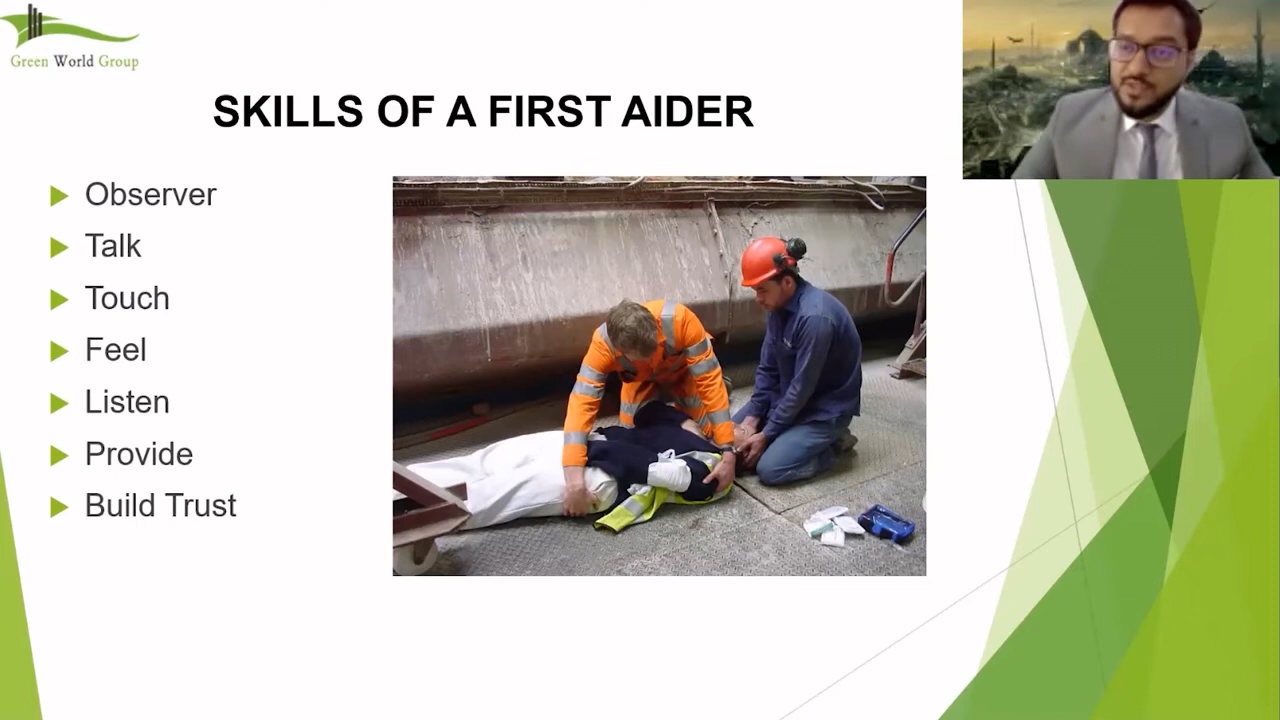 Green World Group
SKILLS OF A FIRST AIDER
Observer
Talk
Touch
Feel
Listen
Provide
Build Trust